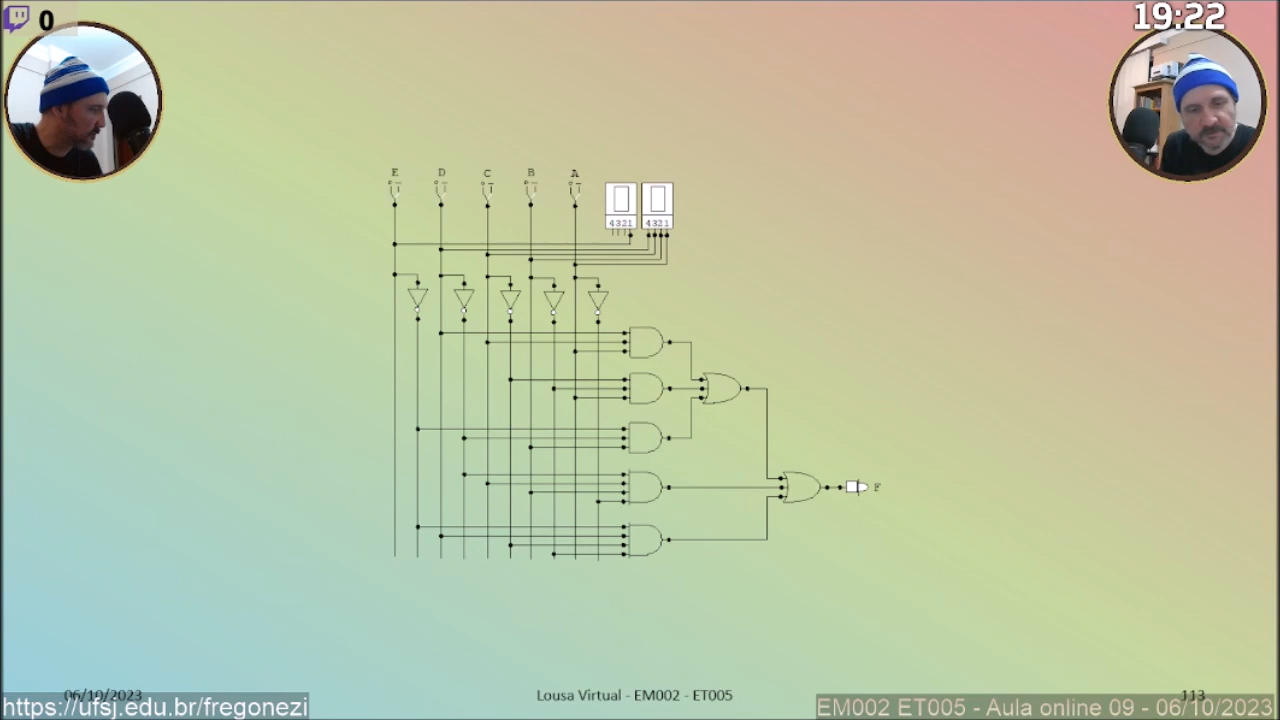 0
19:22
E D C B A
4321 4321
F
06/10/2023
Lousa Virtual - EM002 - ET005
113
https://ufsj.edu.br/fregonezi
EM002 ET005 - Aula online 09 - 06/10/2023